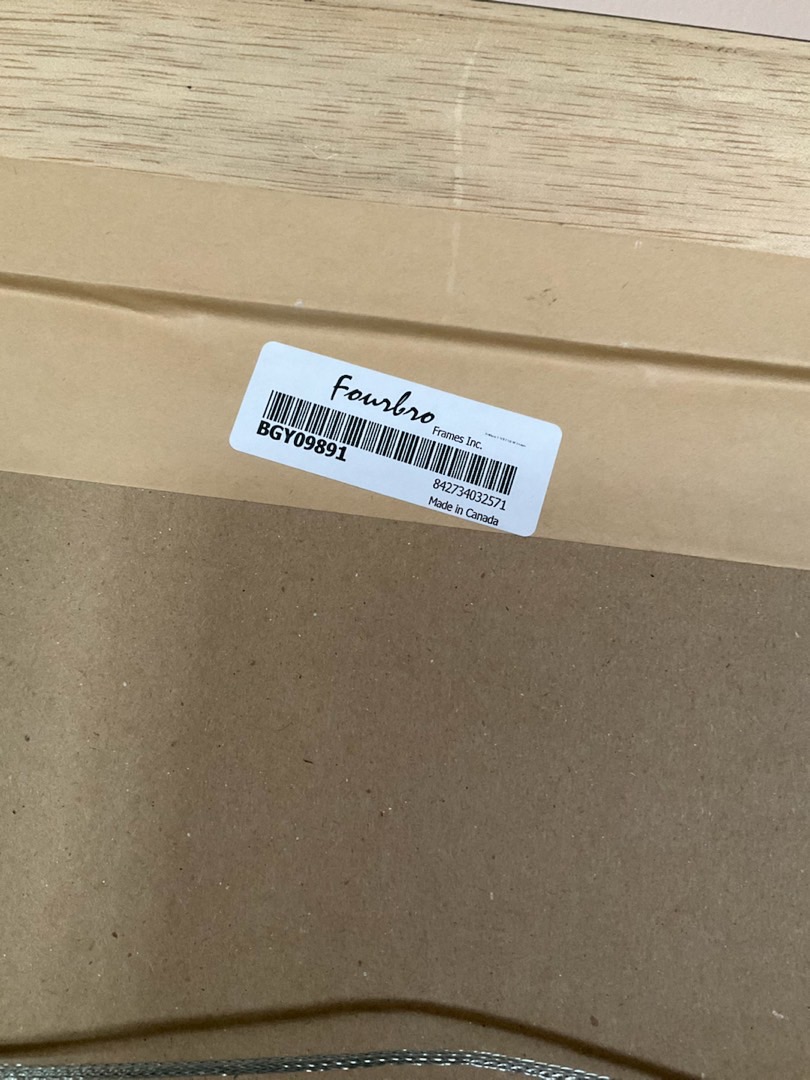 Fourbro
Frames Inc.
BGY09891
842734032571
Made in Canada